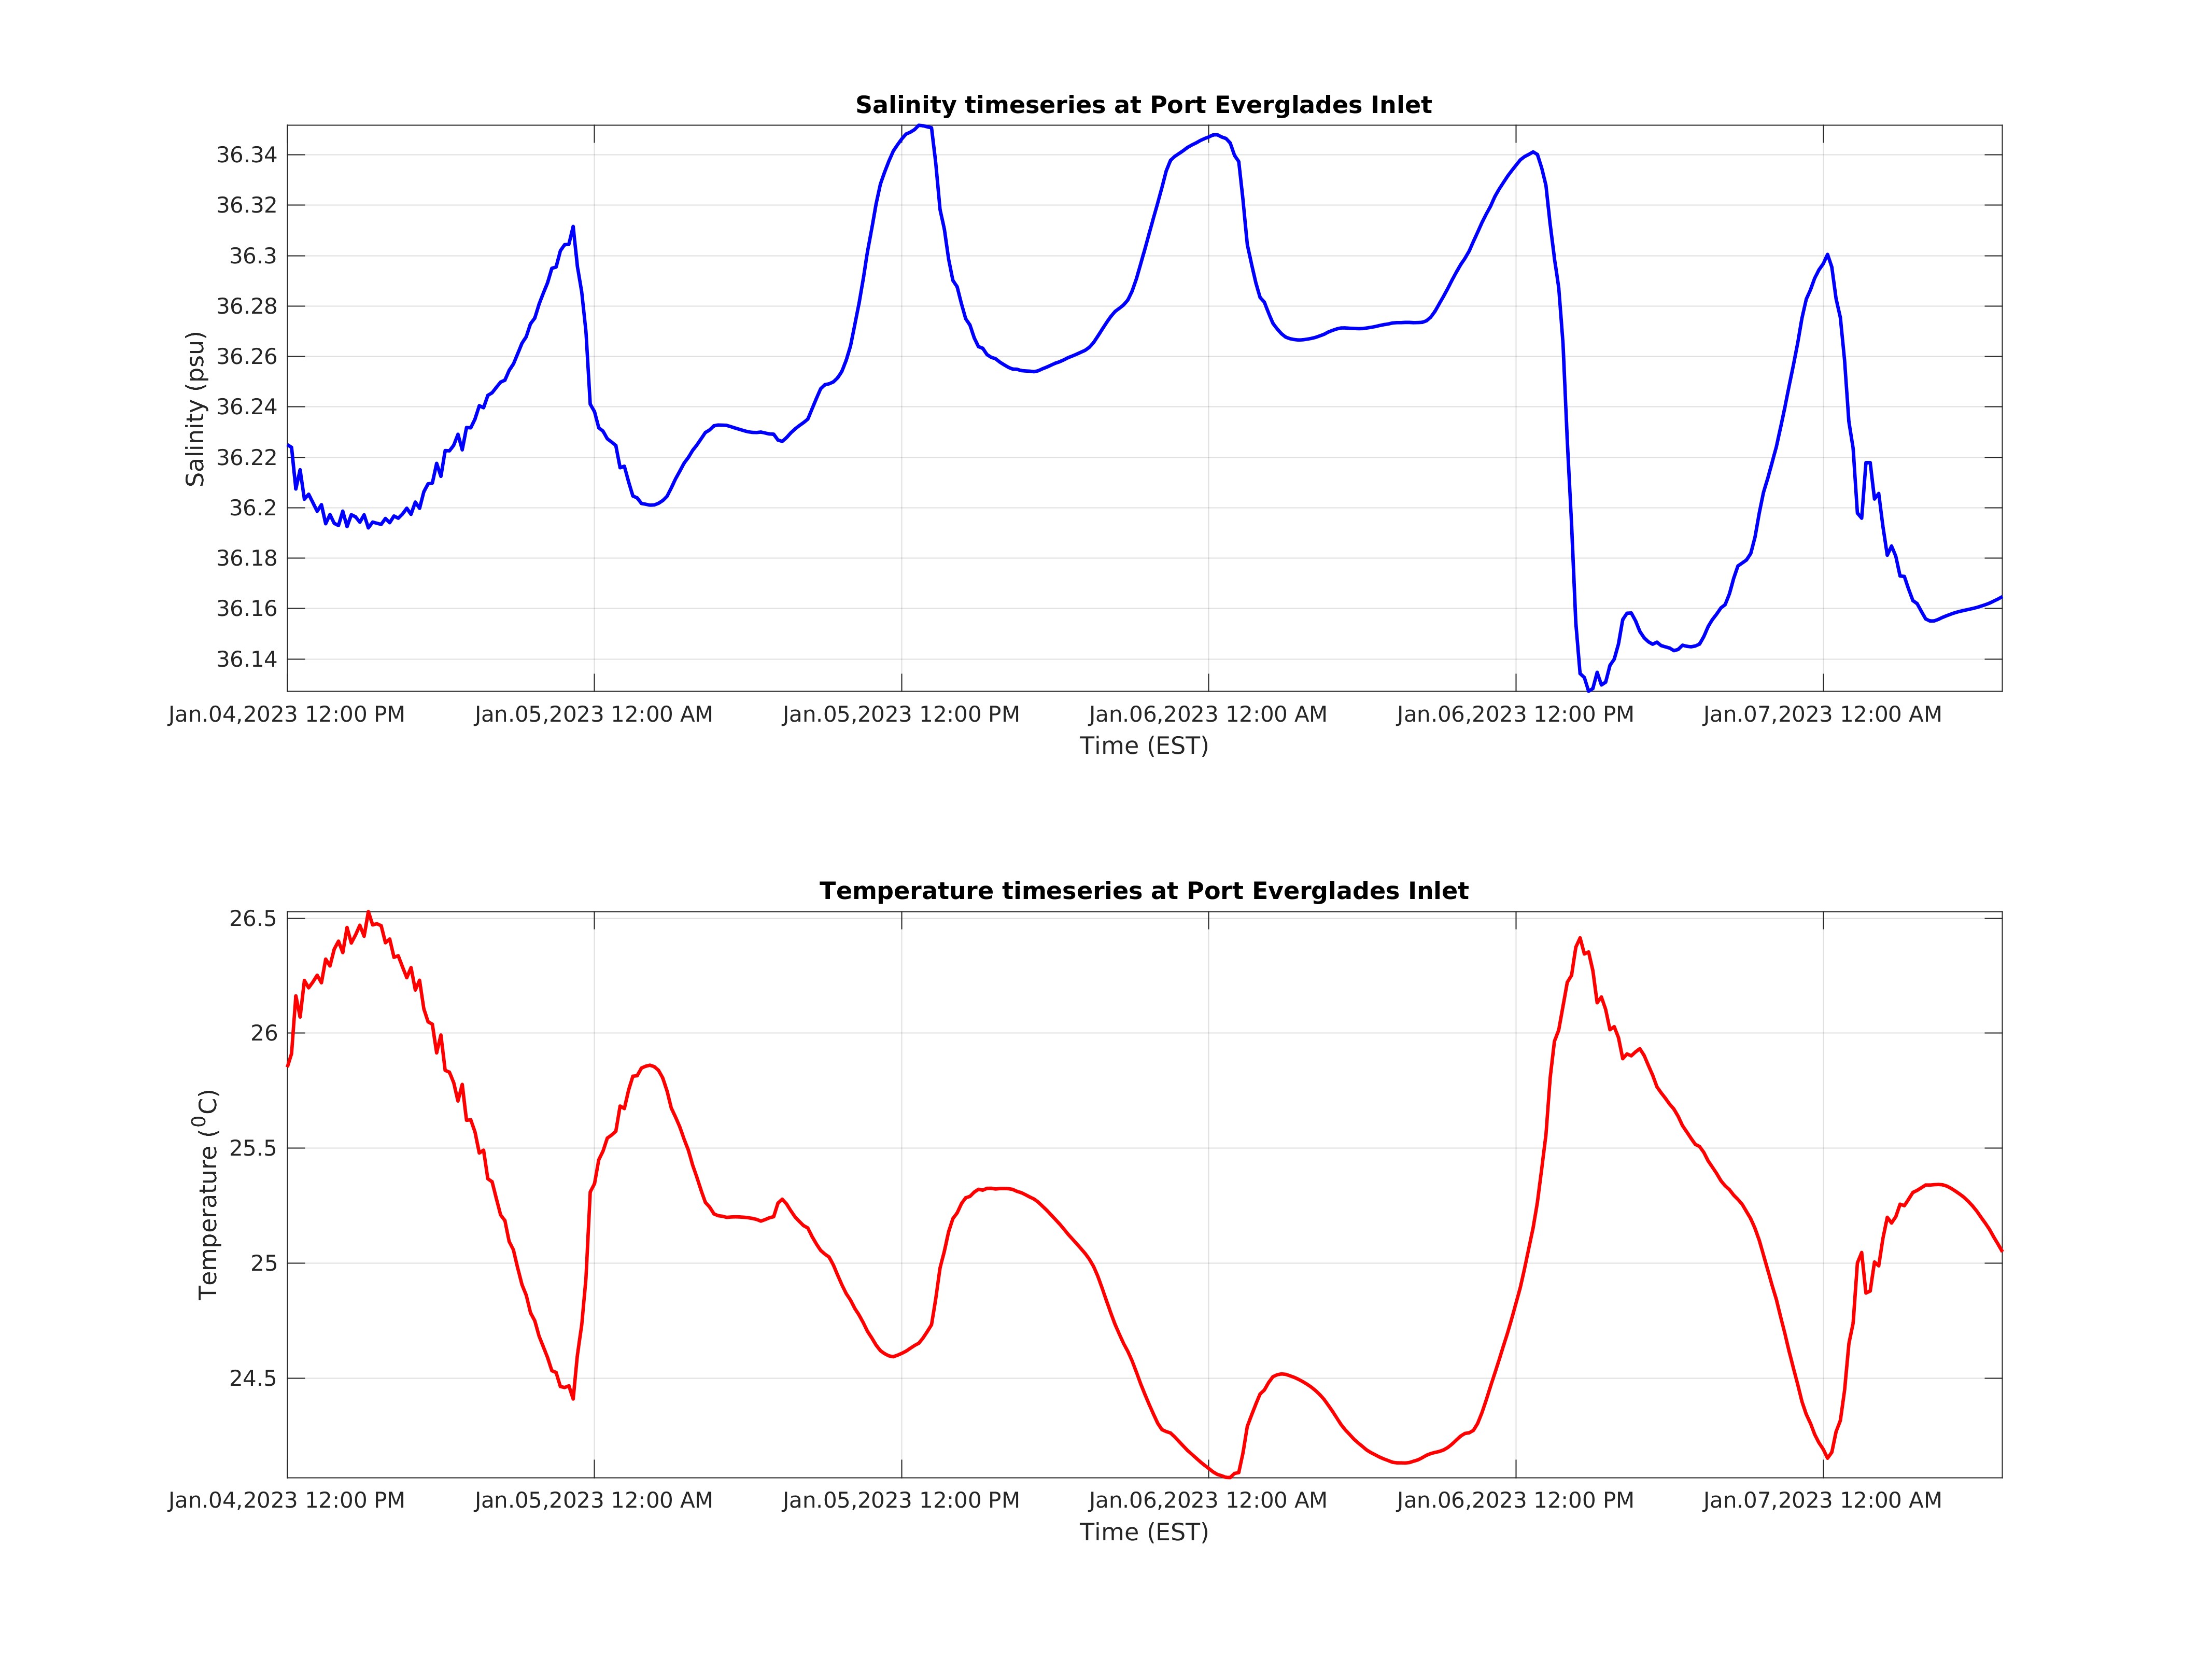 Salinity timeseries at Port Everglades Inlet
36.34
36.32
36.3
36.28
36.26
36.24
36.22
36.2
36.18
36.16
36.14
Salinity (psu)
Jan.04,2023 12:00 PM Jan.05,2023 12:00 AM Jan.05,2023 12:00 PM Jan.06,2023 12:00 AM Jan.06,2023 12:00 PM Jan.07,2023 12:00 AM
Time (EST)
Temperature timeseries at Port Everglades Inlet
26.5
26
25.5
25
24.5
Temperature (⁰C)
Jan.04,2023 12:00 PM Jan.05,2023 12:00 AM Jan.05,2023 12:00 PM Jan.06,2023 12:00 AM Jan.06,2023 12:00 PM Jan.07,2023 12:00 AM
Time (EST)